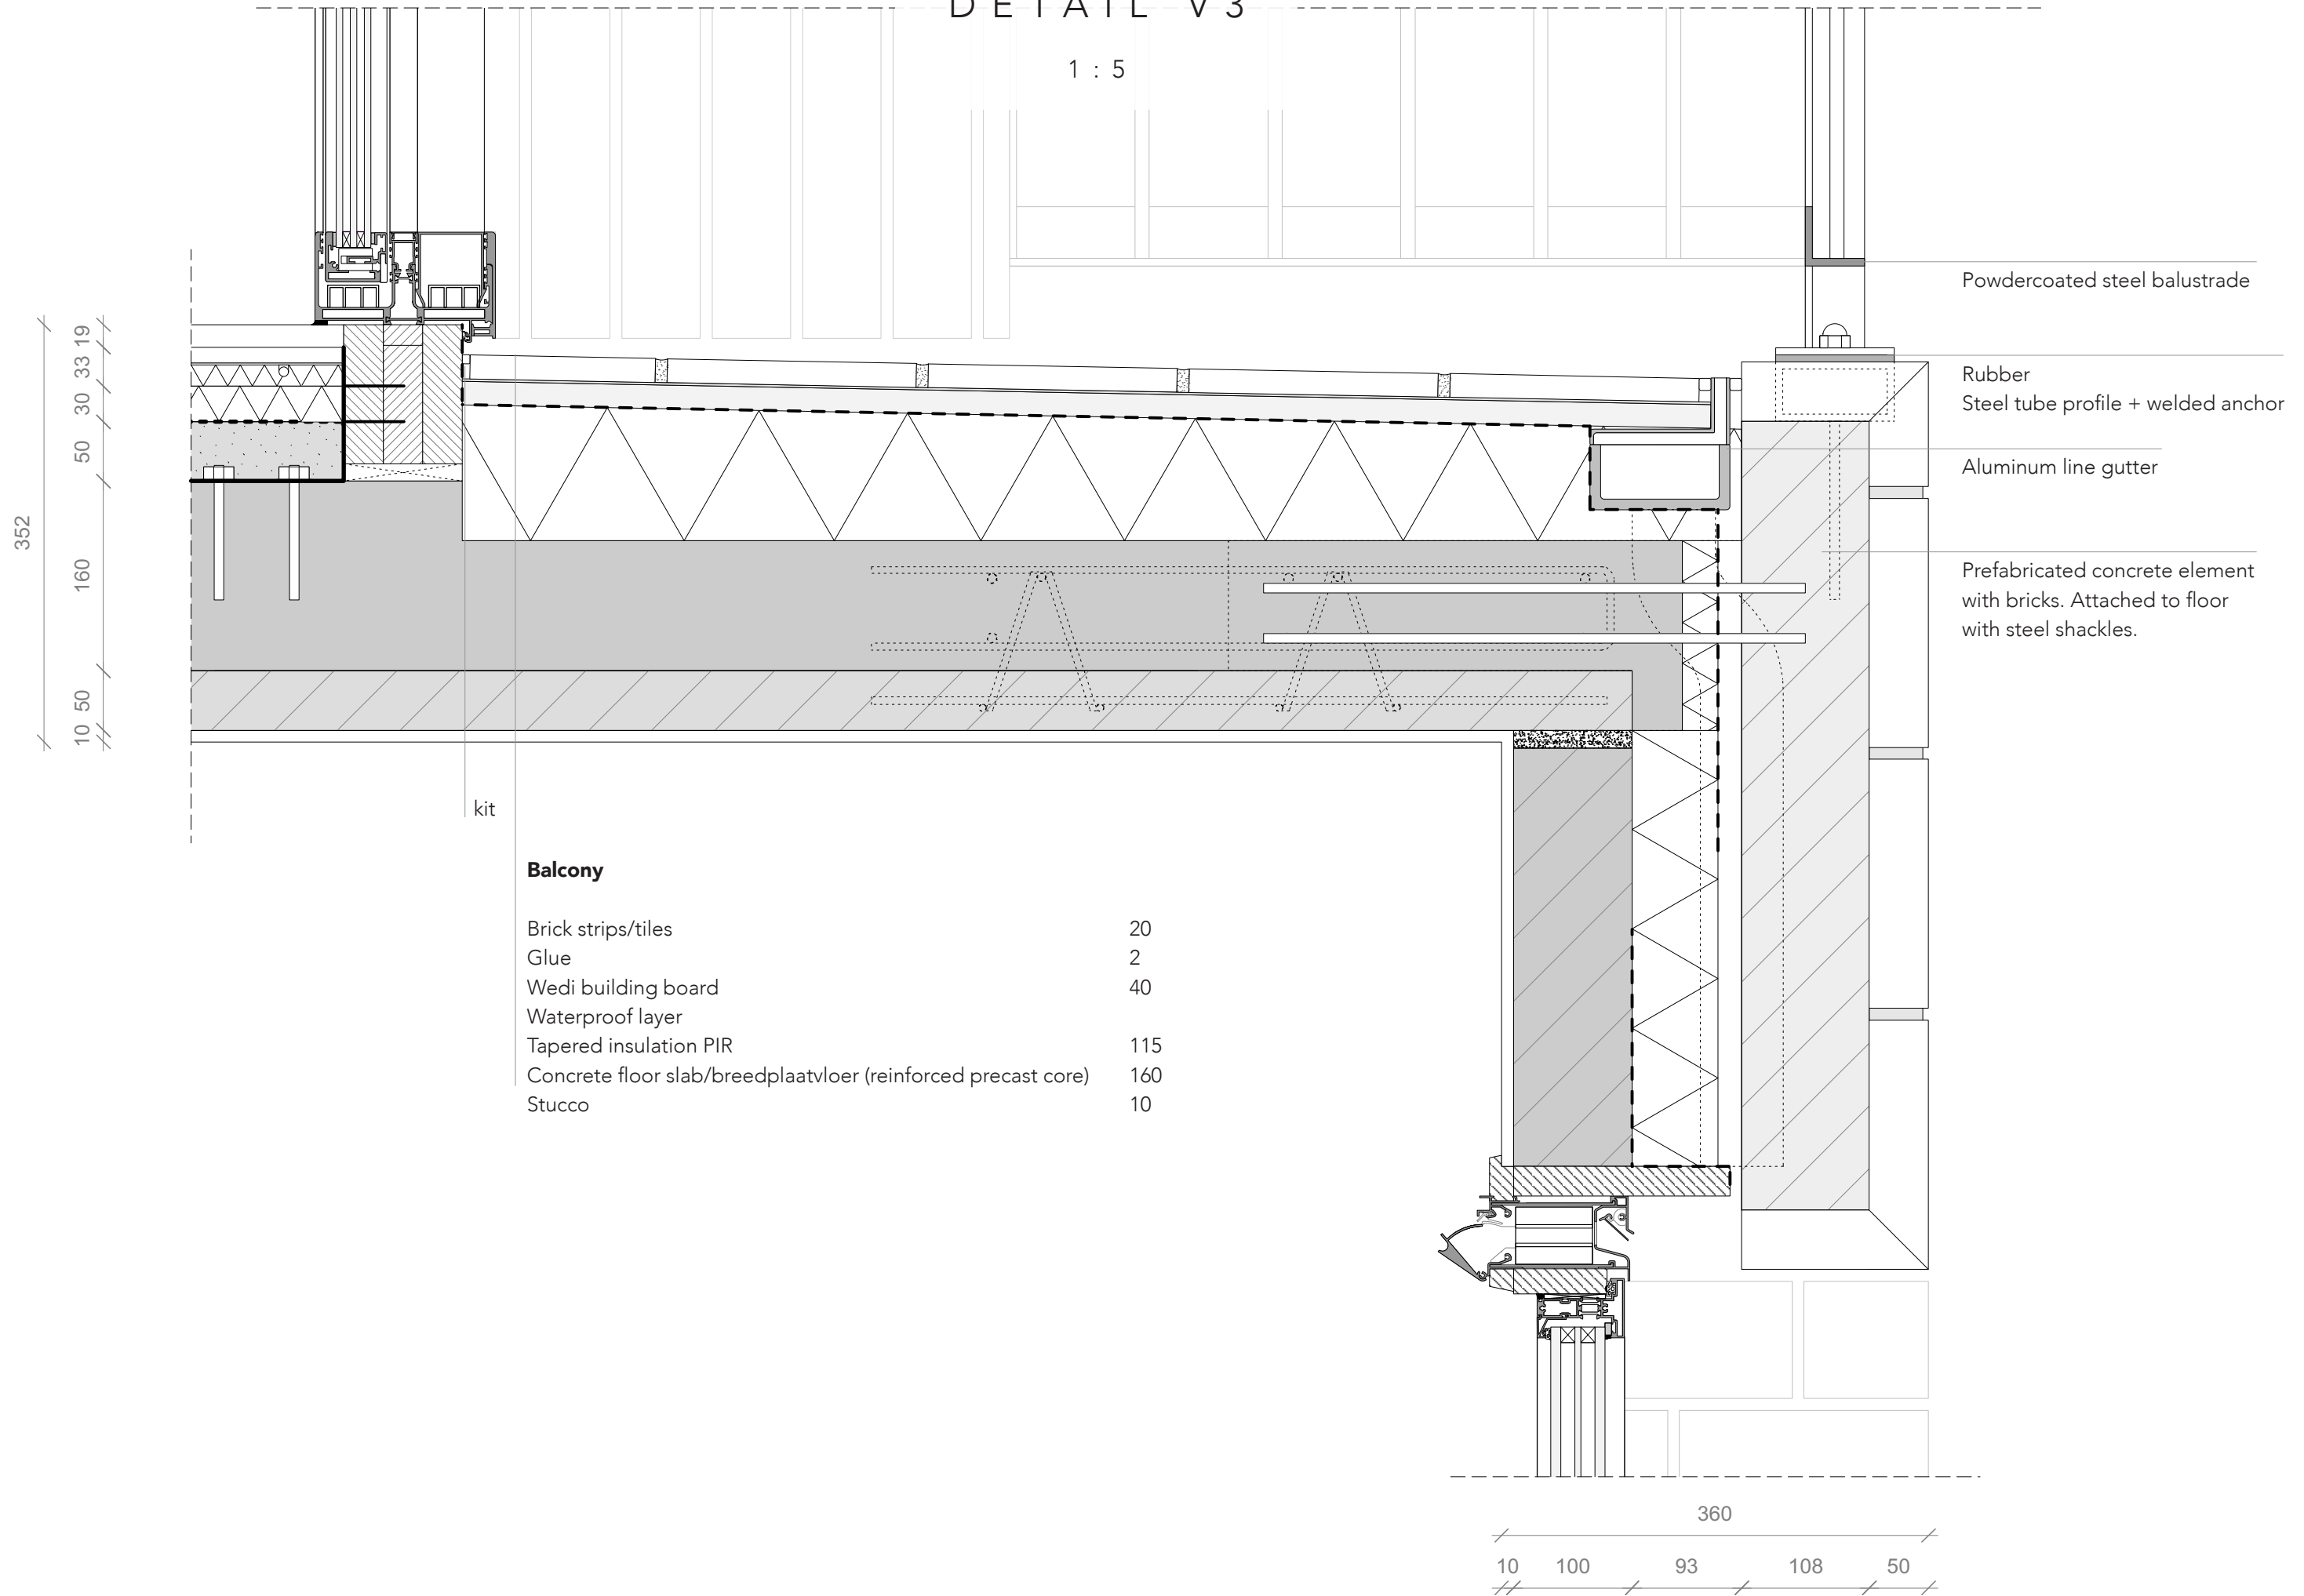 DETAIL V3
1 : 5
Powdercoated steel balustrade
Rubber
Steel tube profile + welded anchor
Aluminum line gutter
Prefabricated concrete element
with bricks. Attached to floor
with steel shackles.
19
33
30
50
352
160
50
10
kit
Balcony
Brick strips/tiles 20
Glue 2
Wedi building board 40
Waterproof layer
Tapered insulation PIR 115
Concrete floor slab/breedplaatvloer (reinforced precast core) 160
Stucco 10
360
10 100 93 108 50